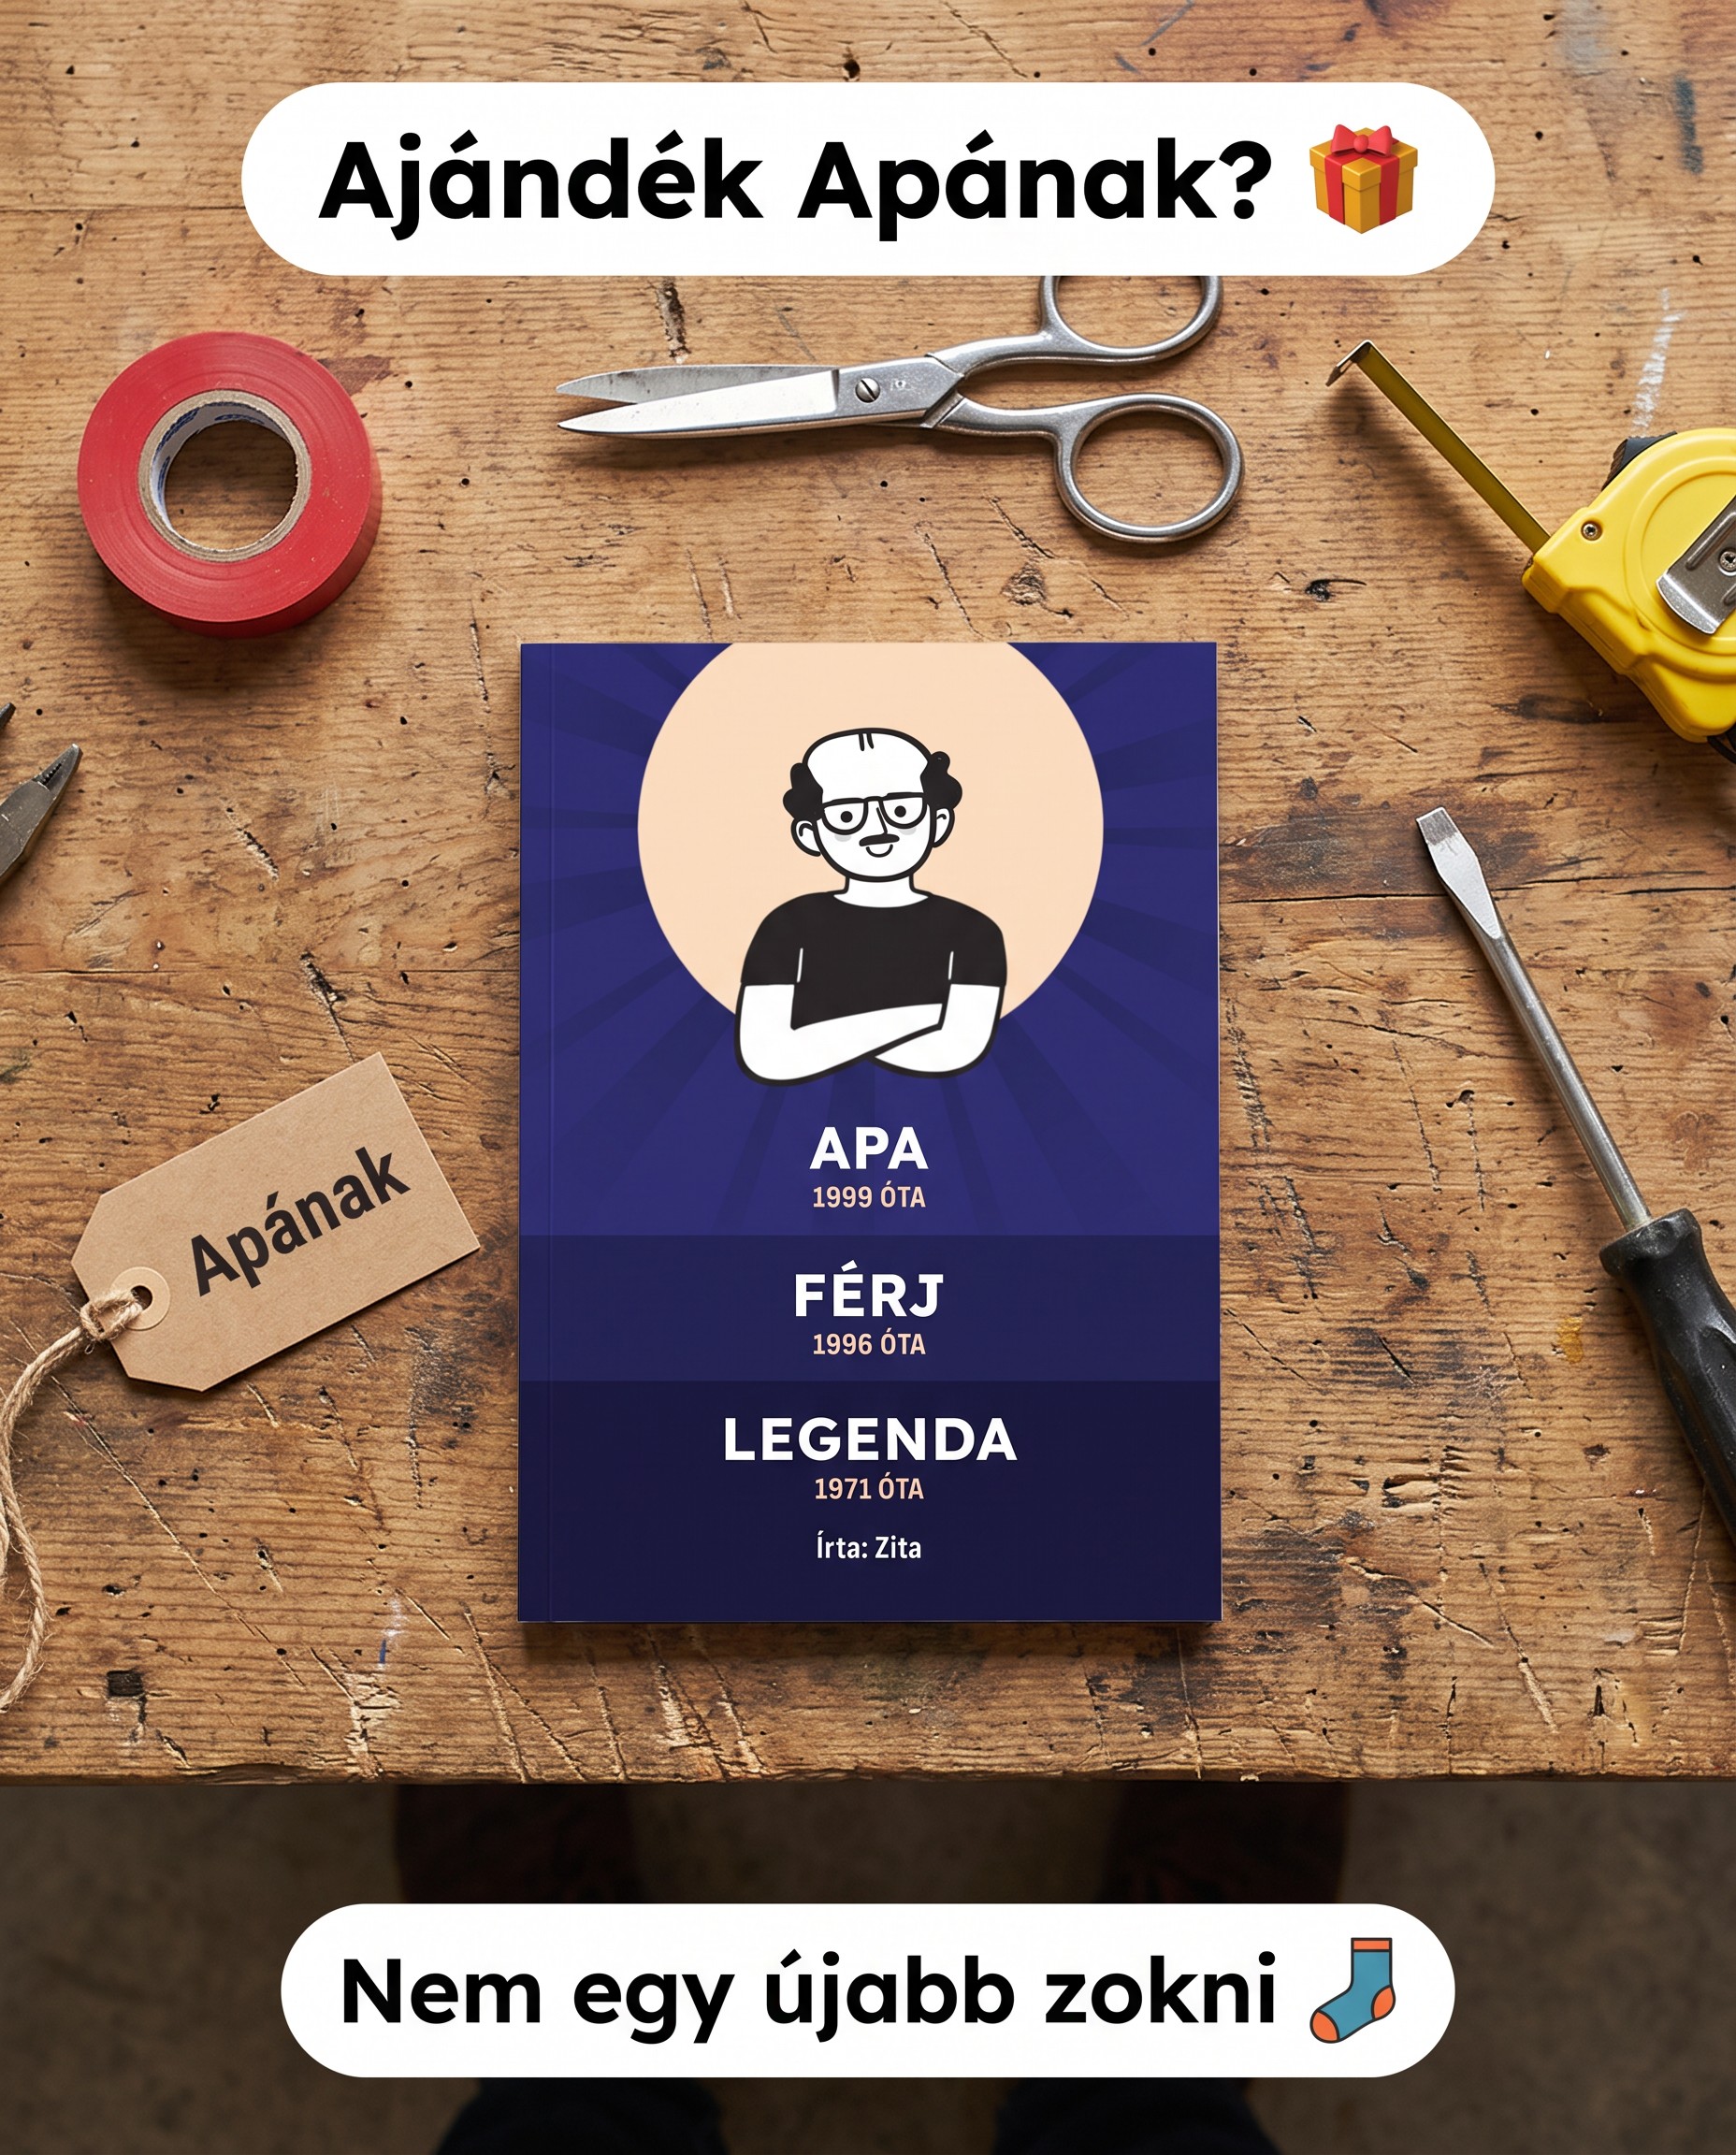 Ajándék Apának? 🎁
Apának
APA
1999 ÓTA
FÉRJ
1996 ÓTA
LEGENDA
1971 ÓTA
Írta: Zita
Nem egy újabb zokni 🧦